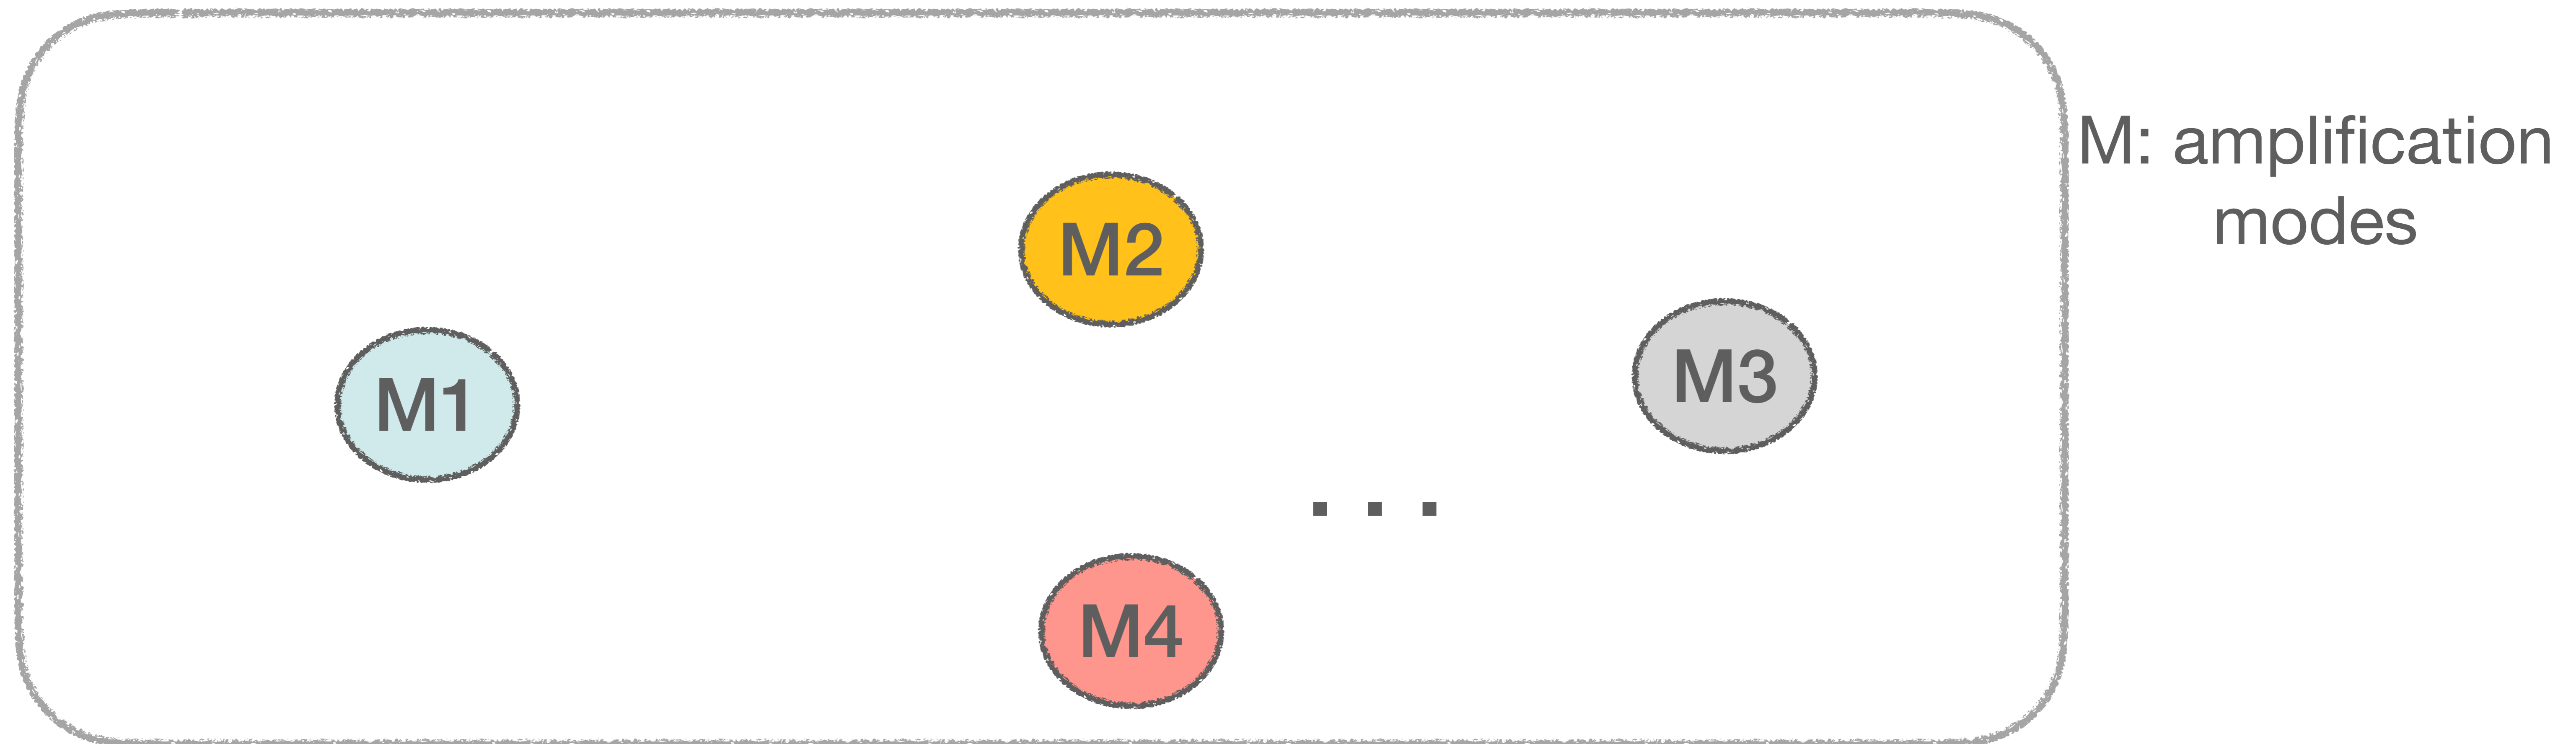 M: amplification
modes
M2
M3
M1
. . .
M4